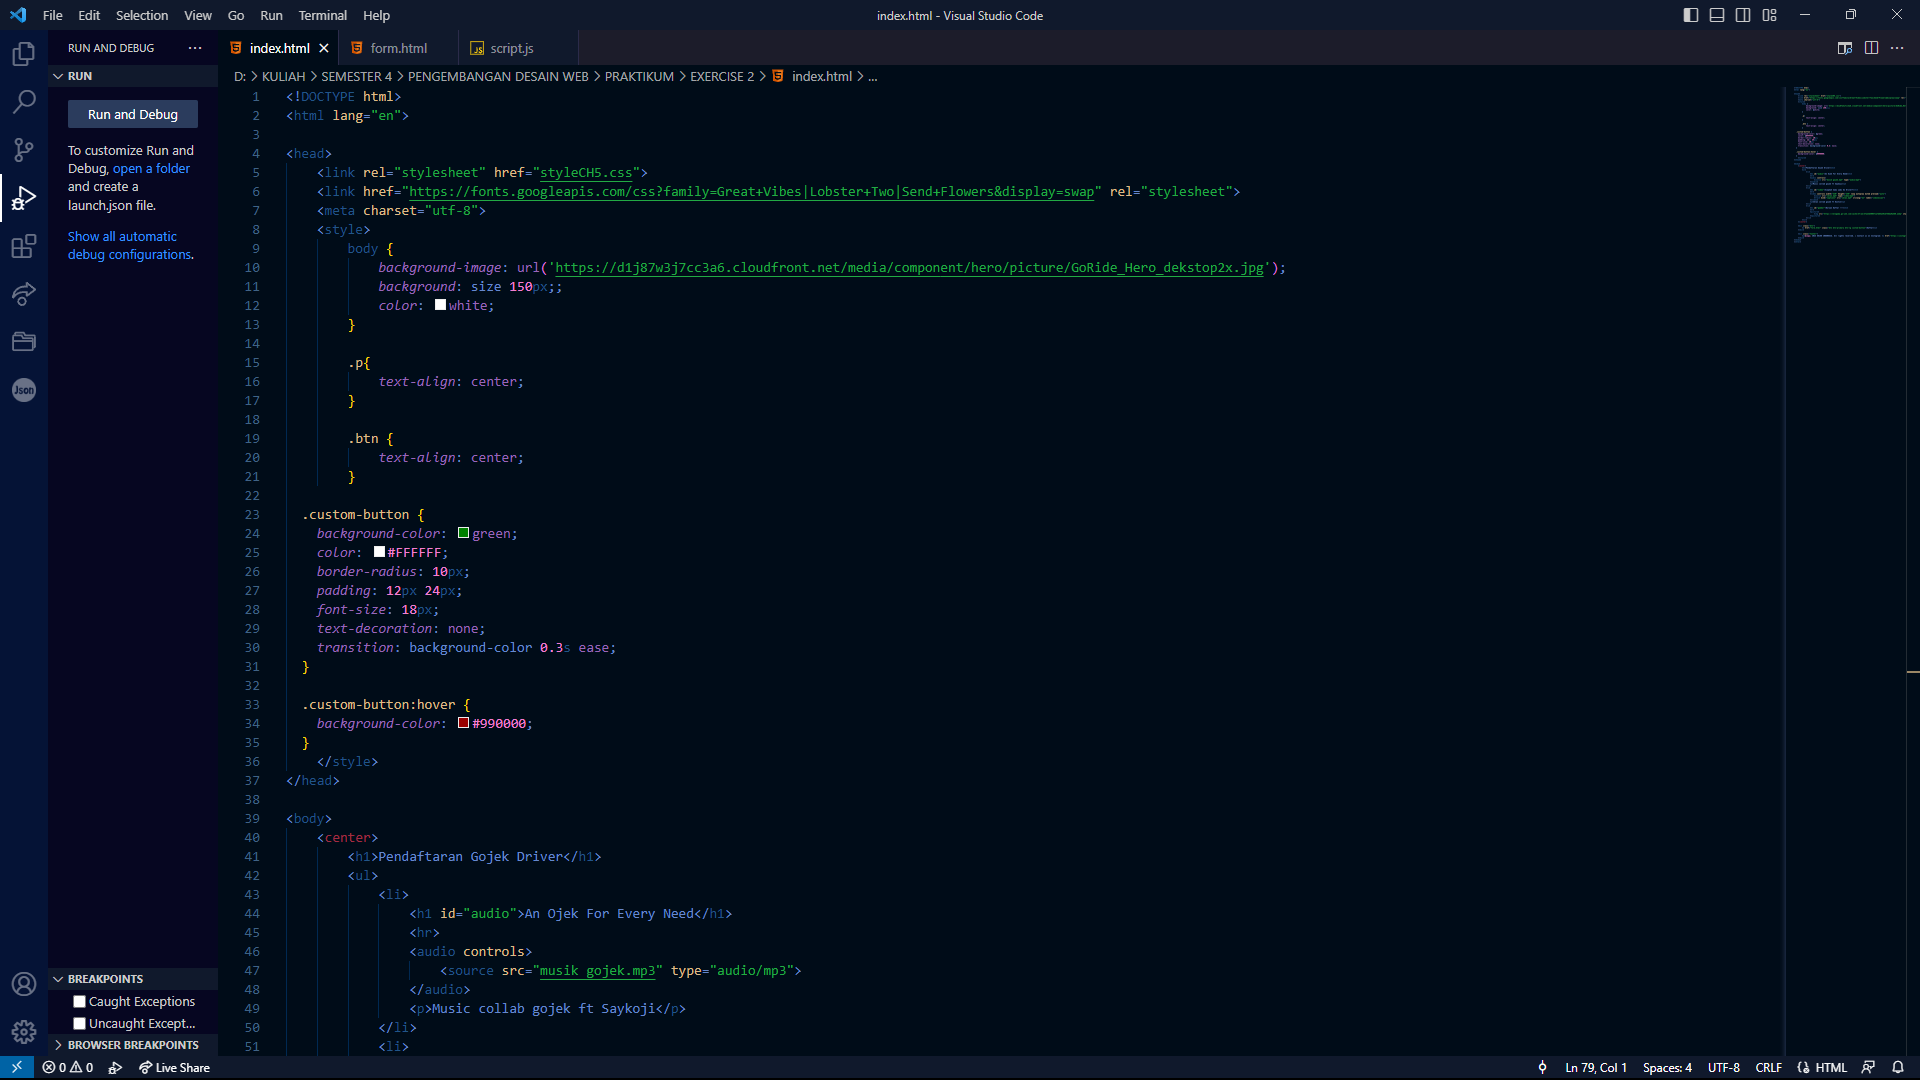 File Edit Selection View Go Run Terminal Help
index.html - Visual Studio Code
RUN AND DEBUG ...
index.html
form.html
script.js
RUN
Run and Debug
To customize Run and
Debug, open a folder
and create a
launch.json file.
Show all automatic
debug configurations.
BREAKPOINTS
Caught Exceptions
Uncaught Except...
BROWSER BREAKPOINTS
Json
D: > KULIAH > SEMESTER 4 > PENGEMBANGAN DESAIN WEB > PRAKTIKUM > EXERCISE 2 > index.html > ...
1 <!DOCTYPE html>
2 <html lang="en">
3
4 <head>
5 <link rel="stylesheet" href="styleCH5.css">
6 <link href="https://fonts.googleapis.com/css?family=Great+Vibes|Lobster+Two|Send+Flowers&display=swap" rel="stylesheet">
7 <meta charset="utf-8">
8 <style>
9 body {
10 background-image: url('https://d1j87w3j7cc3a6.cloudfront.net/media/component/hero/picture/GoRide_Hero_dekstop2x.jpg');
11 background: size 150px;;
12 color: white;
13 }
14
15 .p{
16 text-align: center;
17 }
18
19 .btn {
20 text-align: center;
21 }
22
23 .custom-button {
24 background-color: green;
25 color: #FFFFFF;
26 border-radius: 10px;
27 padding: 12px 24px;
28 font-size: 18px;
29 text-decoration: none;
30 transition: background-color 0.3s ease;
31 }
32
33 .custom-button:hover {
34 background-color: #990000;
35 }
36 </style>
37 </head>
38
39 <body>
40 <center>
41 <h1>Pendaftaran Gojek Driver</h1>
42 <ul>
43 <li>
44 <h1 id="audio">An Ojek For Every Need</h1>
45 <hr>
46 <audio controls>
47 <source src="musik gojek.mp3" type="audio/mp3">
48 </audio>
49 <p>Music collab gojek ft Saykoji</p>
50 </li>
51 <li>
0 0 Live Share
Ln 79, Col 1 Spaces: 4 UTF-8 CRLF HTML